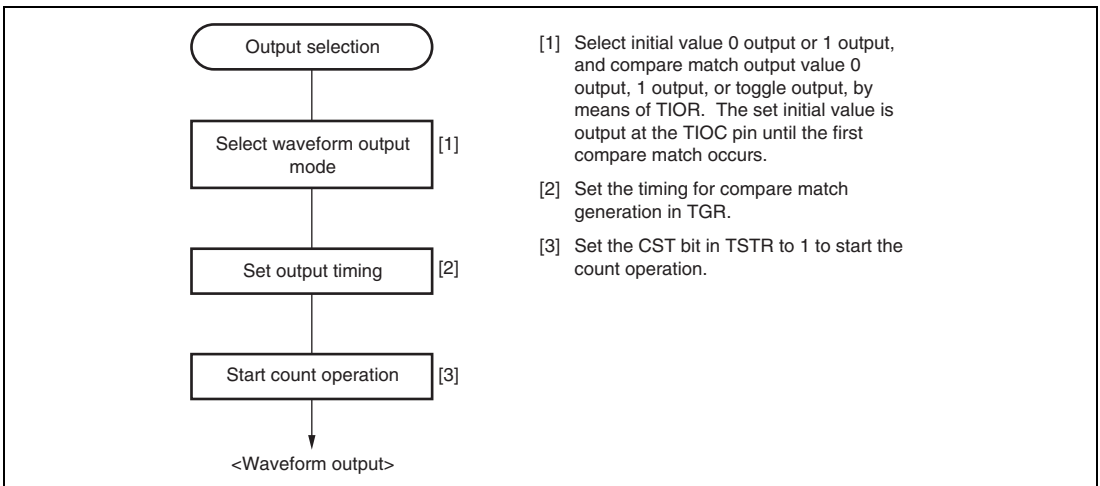 Output selection
Select waveform output
mode
[1]
Set output timing
[2]
Start count operation
[3]
<Waveform output>
[1] Select initial value 0 output or 1 output,
and compare match output value 0
output, 1 output, or toggle output, by
means of TIOR. The set initial value is
output at the TIOC pin until the first
compare match occurs.
[2] Set the timing for compare match
generation in TGR.
[3] Set the CST bit in TSTR to 1 to start the
count operation.